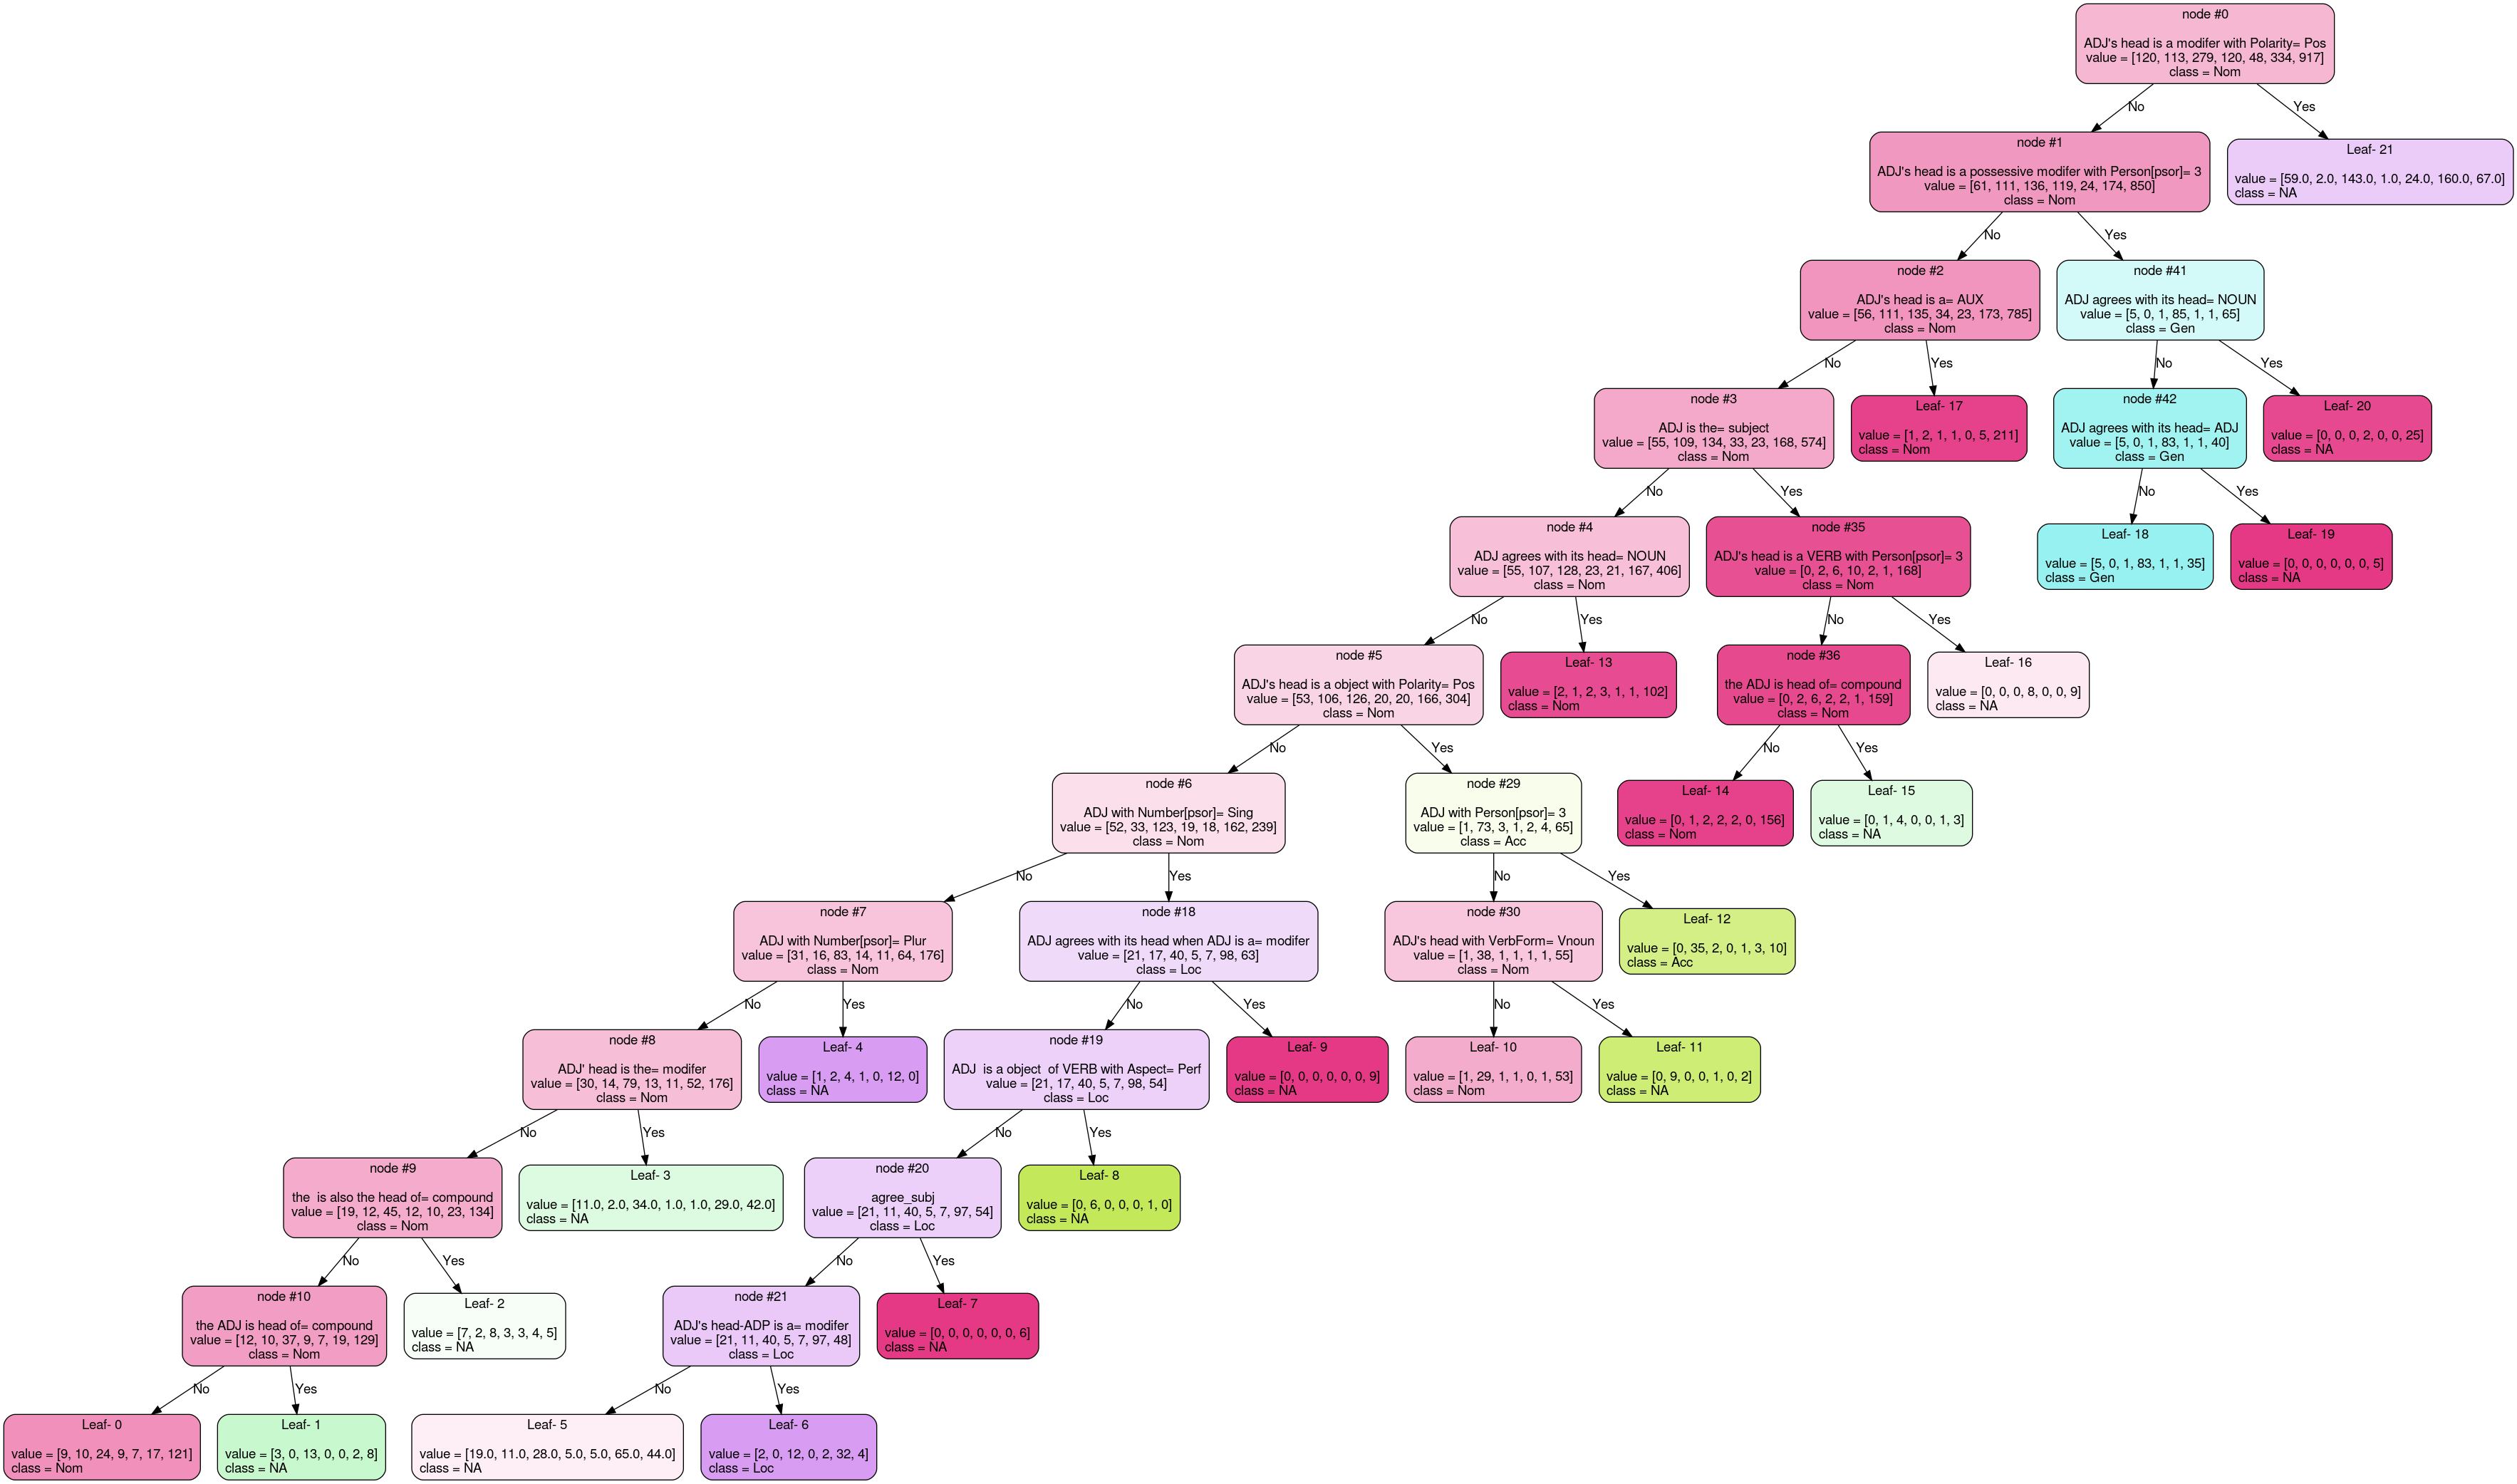 node #0
ADJ's head is a modifer with Polarity= Pos
value = [120, 113, 279, 120, 48, 334, 917]
class = Nom
No
Yes
node #1
ADJ's head is a possessive modifer with Person[psor]= 3
value = [61, 111, 136, 119, 24, 174, 850]
class = Nom
Leaf- 21
value = [59.0, 2.0, 143.0, 1.0, 24.0, 160.0, 67.0]
class = NA
No
Yes
node #2
ADJ's head is a= AUX
value = [56, 111, 135, 34, 23, 173, 785]
class = Nom
node #41
ADJ agrees with its head= NOUN
value = [5, 0, 1, 85, 1, 1, 65]
class = Gen
No
Yes
No
Yes
node #3
ADJ is the= subject
value = [55, 109, 134, 33, 23, 168, 574]
class = Nom
Leaf- 17
value = [1, 2, 1, 1, 0, 5, 211]
class = Nom
node #42
ADJ agrees with its head= ADJ
value = [5, 0, 1, 83, 1, 1, 40]
class = Gen
Leaf- 20
value = [0, 0, 0, 2, 0, 0, 25]
class = NA
No
Yes
No
Yes
node #4
ADJ agrees with its head= NOUN
value = [55, 107, 128, 23, 21, 167, 406]
class = Nom
node #35
ADJ's head is a VERB with Person[psor]= 3
value = [0, 2, 6, 10, 2, 1, 168]
class = Nom
Leaf- 18
value = [5, 0, 1, 83, 1, 1, 35]
class = Gen
Leaf- 19
value = [0, 0, 0, 0, 0, 0, 5]
class = NA
No
Yes
No
Yes
node #5
ADJ's head is a object with Polarity= Pos
value = [53, 106, 126, 20, 20, 166, 304]
class = Nom
Leaf- 13
value = [2, 1, 2, 3, 1, 1, 102]
class = Nom
node #36
the ADJ is head of= compound
value = [0, 2, 6, 2, 2, 1, 159]
class = Nom
Leaf- 16
value = [0, 0, 0, 8, 0, 0, 9]
class = NA
No
Yes
No
Yes
node #6
ADJ with Number[psor]= Sing
value = [52, 33, 123, 19, 18, 162, 239]
class = Nom
node #29
ADJ with Person[psor]= 3
value = [1, 73, 3, 1, 2, 4, 65]
class = Acc
Leaf- 14
value = [0, 1, 2, 2, 2, 0, 156]
class = Nom
Leaf- 15
value = [0, 1, 4, 0, 0, 1, 3]
class = NA
No
Yes
No
Yes
node #7
ADJ with Number[psor]= Plur
value = [31, 16, 83, 14, 11, 64, 176]
class = Nom
node #18
ADJ agrees with its head when ADJ is a= modifer
value = [21, 17, 40, 5, 7, 98, 63]
class = Loc
node #30
ADJ's head with VerbForm= Vnoun
value = [1, 38, 1, 1, 1, 1, 55]
class = Nom
Leaf- 12
value = [0, 35, 2, 0, 1, 3, 10]
class = Acc
No
Yes
No
Yes
No
Yes
node #8
ADJ' head is the= modifer
value = [30, 14, 79, 13, 11, 52, 176]
class = Nom
Leaf- 4
value = [1, 2, 4, 1, 0, 12, 0]
class = NA
node #19
ADJ  is a object  of VERB with Aspect= Perf
value = [21, 17, 40, 5, 7, 98, 54]
class = Loc
Leaf- 9
value = [0, 0, 0, 0, 0, 0, 9]
class = NA
Leaf- 10
value = [1, 29, 1, 1, 0, 1, 53]
class = Nom
Leaf- 11
value = [0, 9, 0, 0, 1, 0, 2]
class = NA
No
Yes
No
Yes
node #9
the  is also the head of= compound
value = [19, 12, 45, 12, 10, 23, 134]
class = Nom
Leaf- 3
value = [11.0, 2.0, 34.0, 1.0, 1.0, 29.0, 42.0]
class = NA
node #20
agree_subj
value = [21, 11, 40, 5, 7, 97, 54]
class = Loc
Leaf- 8
value = [0, 6, 0, 0, 0, 1, 0]
class = NA
No
Yes
No
Yes
node #10
the ADJ is head of= compound
value = [12, 10, 37, 9, 7, 19, 129]
class = Nom
Leaf- 2
value = [7, 2, 8, 3, 3, 4, 5]
class = NA
node #21
ADJ's head-ADP is a= modifer
value = [21, 11, 40, 5, 7, 97, 48]
class = Loc
Leaf- 7
value = [0, 0, 0, 0, 0, 0, 6]
class = NA
No
Yes
No
Yes
Leaf- 0
value = [9, 10, 24, 9, 7, 17, 121]
class = Nom
Leaf- 1
value = [3, 0, 13, 0, 0, 2, 8]
class = NA
Leaf- 5
value = [19.0, 11.0, 28.0, 5.0, 5.0, 65.0, 44.0]
class = NA
Leaf- 6
value = [2, 0, 12, 0, 2, 32, 4]
class = Loc